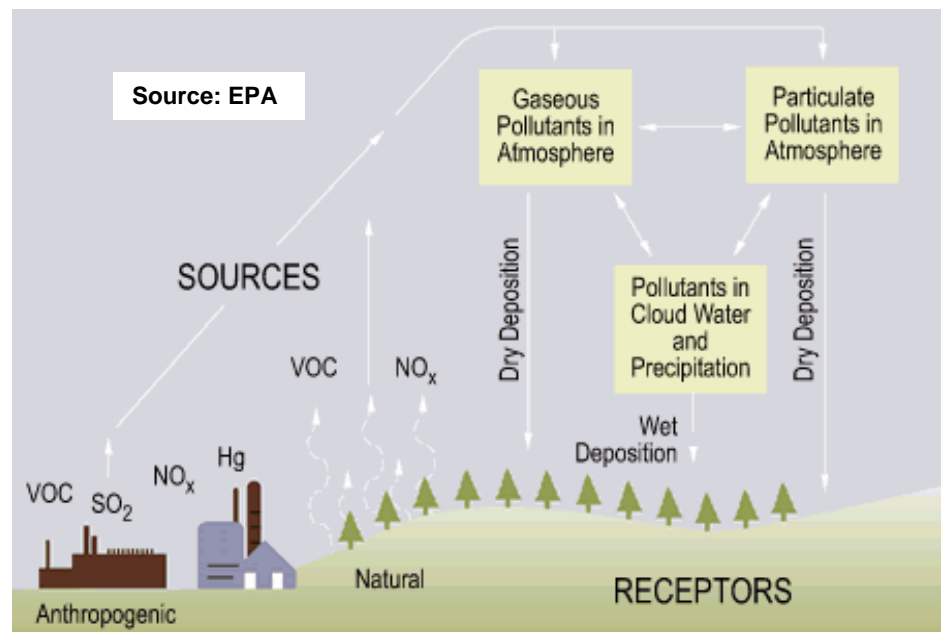 Source: EPA
Gaseous
Pollutants in
Atmosphere
Particulate
Pollutants in
Atmosphere
SOURCES
Dry Deposition
Pollutants in
Cloud Water
and
Precipitation
Dry Deposition
VOC
NOx
Wet
Deposition
VOC
SO2
NOx
Hg
Natural
RECEPTORS
Anthropogenic